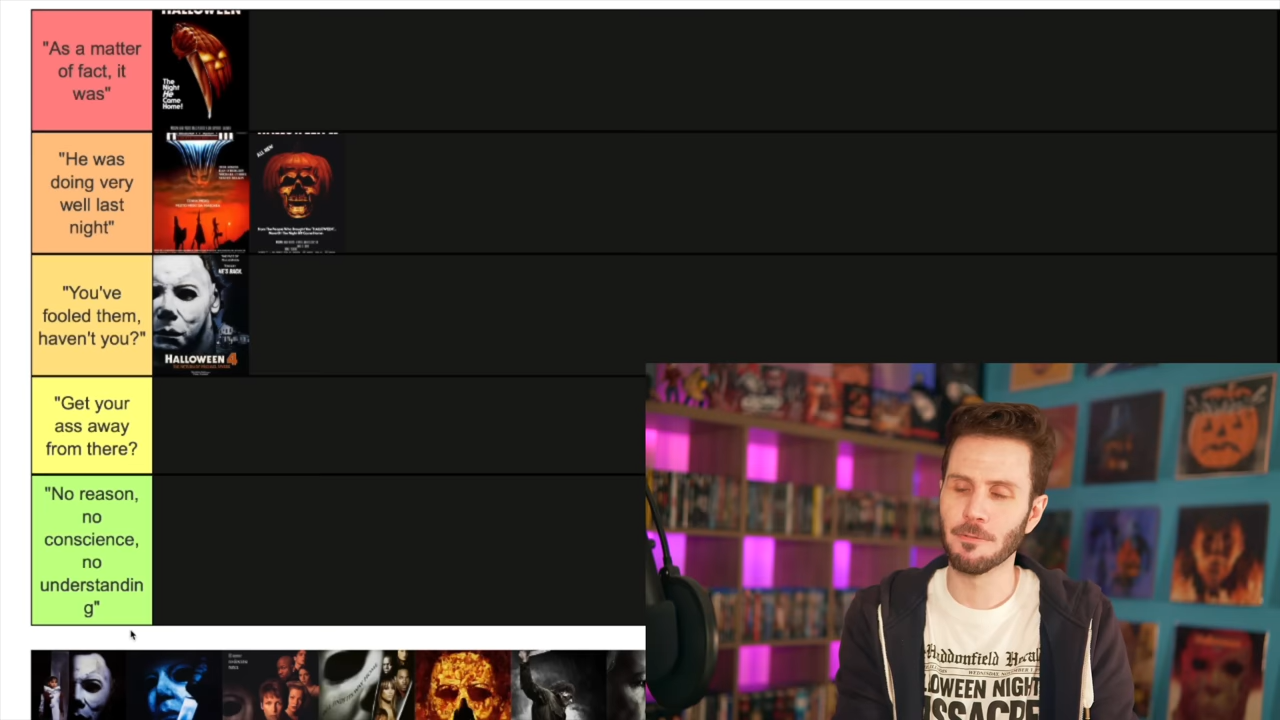 "As a matter
of fact, it
was"
HALLOWEEN
The
Night
He
Came
Home!
"He was
doing very
well last
night"
ALL NEW
"You've
fooled them,
haven't you?"
HE'S BACK.
HALLOWEEN 4
"Get your
ass away
from there?
"No reason,
no
conscience,
no
understandin
g"
Haddonfield Herald